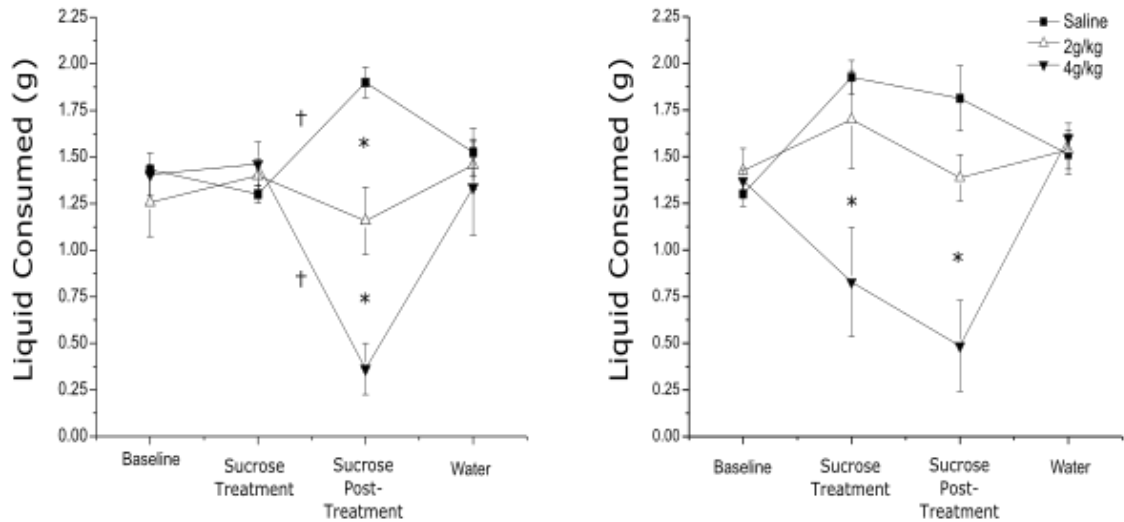 Liquid Consumed (g)
2.25
2.00
1.75
1.50
1.25
1.00
0.75
0.50
0.25
0.00
†
*
†
*
Baseline
Sucrose
Treatment
Sucrose
Post-
Treatment
Water
Liquid Consumed (g)
2.25
2.00
1.75
1.50
1.25
1.00
0.75
0.50
0.25
0.00
Saline
2g/kg
4g/kg
*
*
Baseline
Sucrose
Treatment
Sucrose
Post-
Treatment
Water